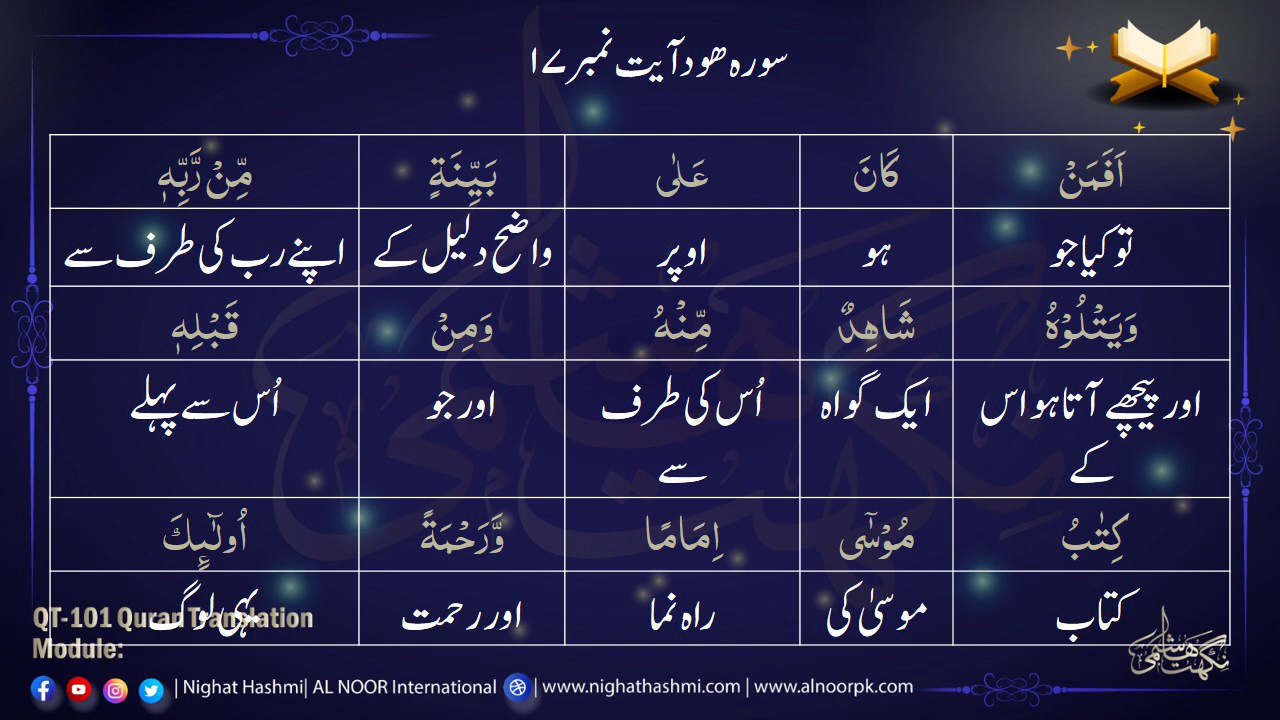 سورہ ھود آیت نمبر ۱۷
اَفَمَنْ كَانَ عَلٰى بَيِّنَةٍ مِّنْ رَّبِّهٖ
تو کیا جو ہو اوپر واضح دلیل کے اپنے رب کی طرف سے
وَيَتْلُوْهُ شَاهِدٌ مِّنْهُ وَمِنْ قَبْلِهٖ
اور پیچھے آتا ہو اس کے ایک گواہ اُس کی طرف سے اور جو اُس سے پہلے
كِتٰبُ مُوْسٰٓى اِمَامًا وَّرَحْمَةً اُولٰٓئِكَ
کتاب موسیٰ کی راہ نما اور رحمت یہی لوگ
QT-101 Quran Translation
Module:
نگہت ہاشمی
| Nighat Hashmi| AL NOOR International | www.nighathashmi.com | www.alnoorpk.com